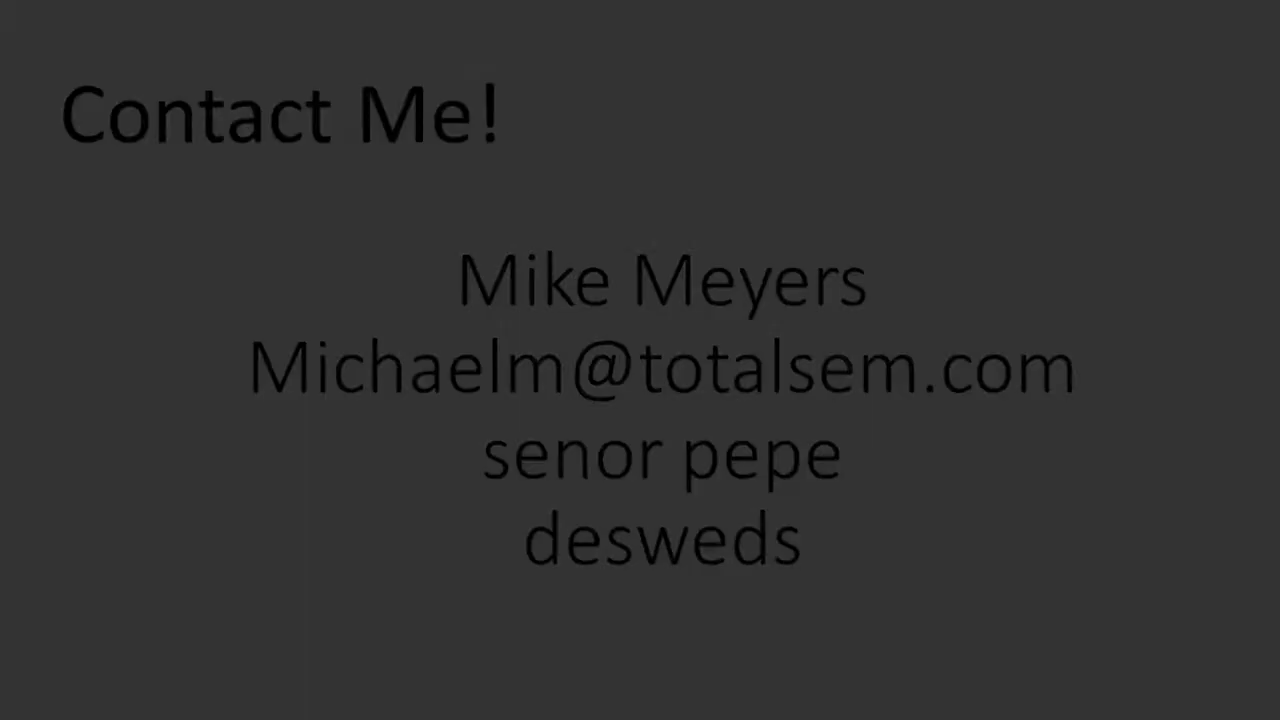 Contact Me!
Mike Meyers
Michaelm@totalsem.com
senor pepe
desweds